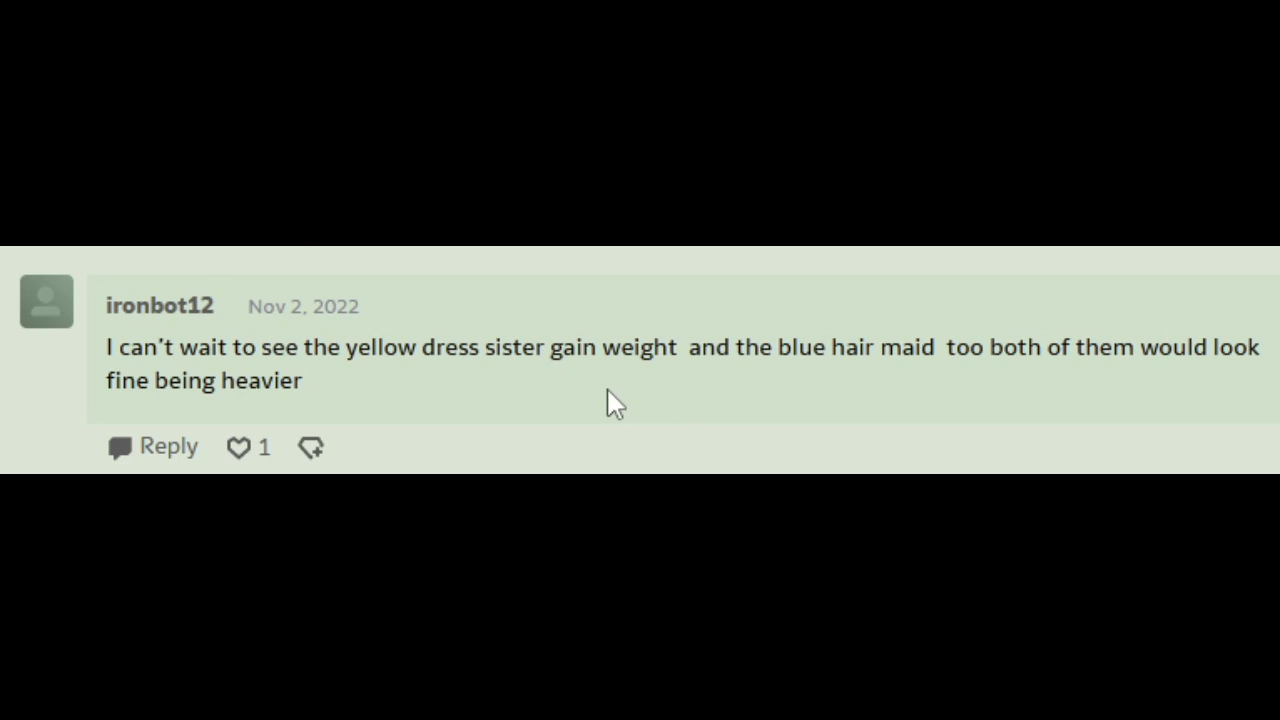 ironbot12 Nov 2, 2022
I can't wait to see the yellow dress sister gain weight  and the blue hair maid  too both of them would look
fine being heavier
Reply 1